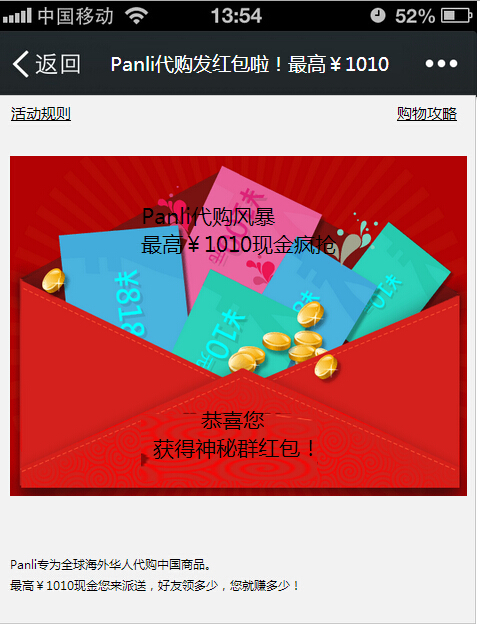 中国移动 13:54 52%
返回 Panli代购发红包啦！最高￥1010
活动规则 购物攻略
Panli代购风暴
最高￥1010现金疯抢
¥818
¥10元
¥10
恭喜您
获得神秘群红包！
Panli专为全球海外华人代购中国商品。
最高￥1010现金您来派送，好友领多少，您就赚多少！